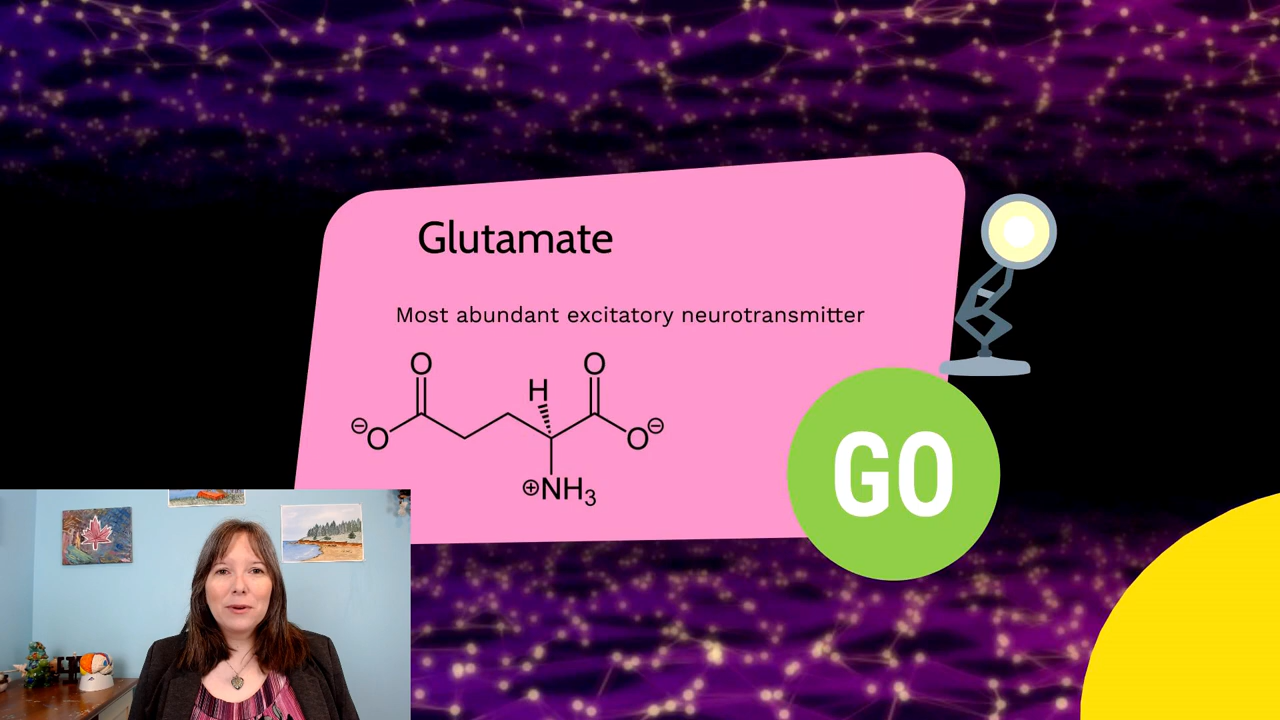 Glutamate
Most abundant excitatory neurotransmitter
O O
H
⊖O O⊖
⊕NH₃
GO